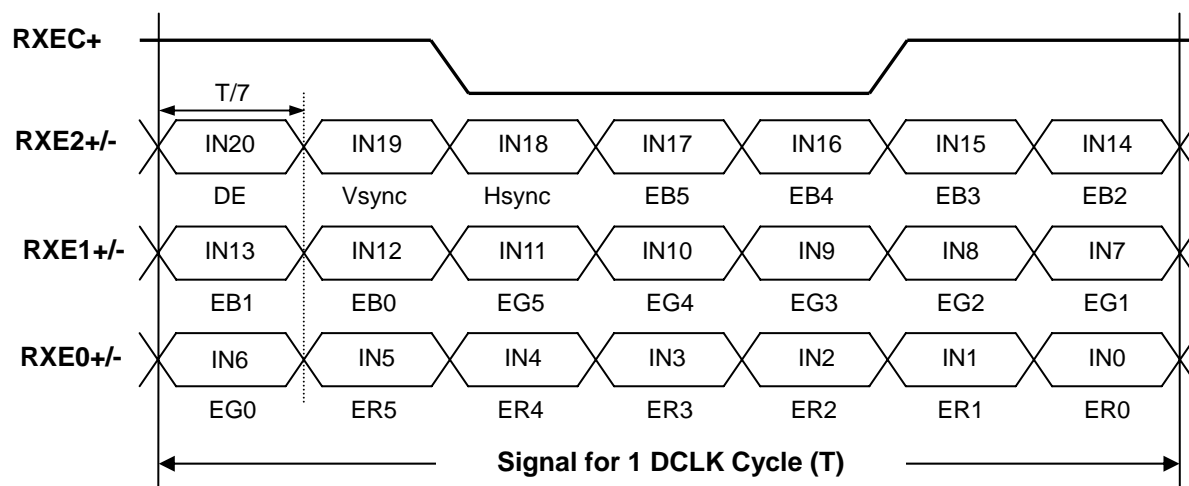 RXEC+
T/7
RXE2+/- IN20 IN19 IN18 IN17 IN16 IN15 IN14
DE Vsync Hsync EB5 EB4 EB3 EB2
RXE1+/- IN13 IN12 IN11 IN10 IN9 IN8 IN7
EB1 EB0 EG5 EG4 EG3 EG2 EG1
RXE0+/- IN6 IN5 IN4 IN3 IN2 IN1 IN0
EG0 ER5 ER4 ER3 ER2 ER1 ER0
Signal for 1 DCLK Cycle (T)